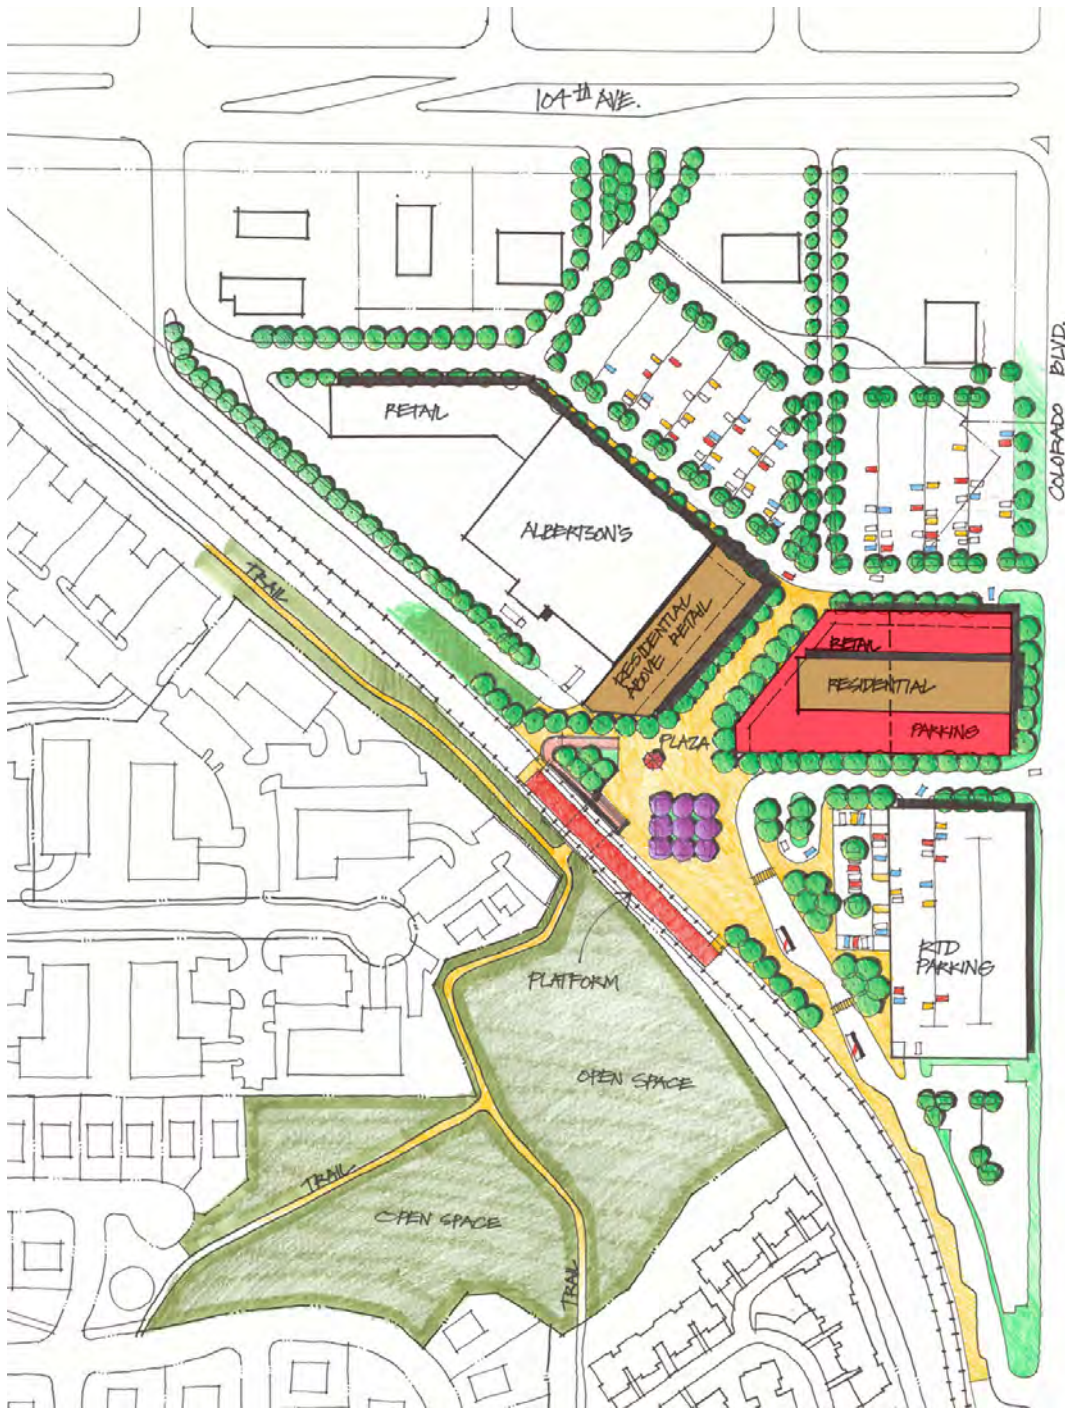 104TH AVE.
COLORADO BLVD.
RETAIL
ALBERTSON'S
TRAIL
RESIDENTIAL
ABOVE RETAIL
RETAIL
RESIDENTIAL
PARKING
PLAZA
RTD
PARKING
PLATFORM
OPEN SPACE
TRAIL
OPEN SPACE
TRAIL